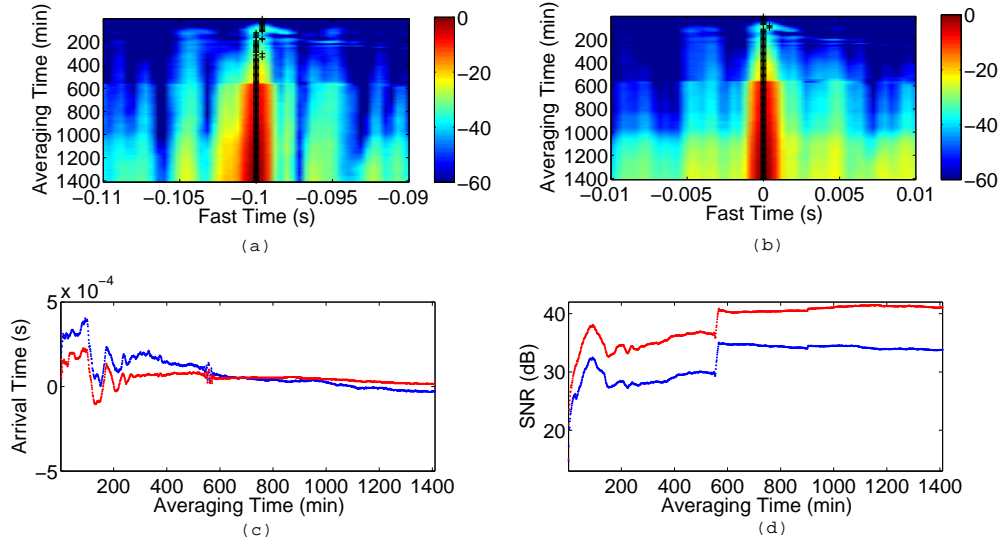 200
400
600
800
1000
1200
1400
Averaging Time (min)
−0.11 −0.105 −0.1 −0.095 −0.09
Fast Time (s)
0
−20
−40
−60
(a)
200
400
600
800
1000
1200
1400
Averaging Time (min)
−0.01 −0.005 0 0.005 0.01
Fast Time (s)
0
−20
−40
−60
(b)
x 10−4
5
0
−5
Arrival Time (s)
200 400 600 800 1000 1200 1400
Averaging Time (min)
(c)
40
30
20
SNR (dB)
200 400 600 800 1000 1200 1400
Averaging Time (min)
(d)